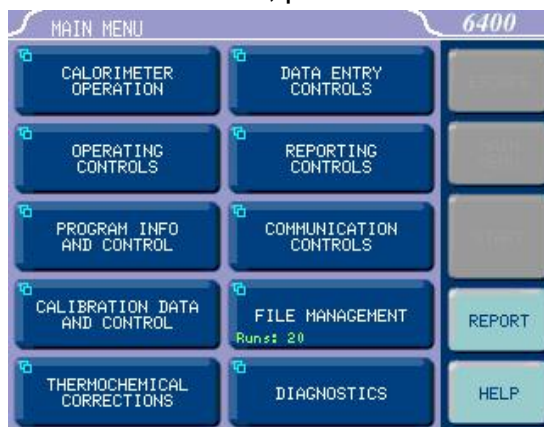 MAIN MENU
6400
CALORIMETER
OPERATION
DATA ENTRY
CONTROLS
OPERATING
CONTROLS
REPORTING
CONTROLS
PROGRAM INFO
AND CONTROL
COMMUNICATION
CONTROLS
CALIBRATION DATA
AND CONTROL
FILE MANAGEMENT
Runs: 20
REPORT
THERMOCHEMICAL
CORRECTIONS
DIAGNOSTICS
HELP